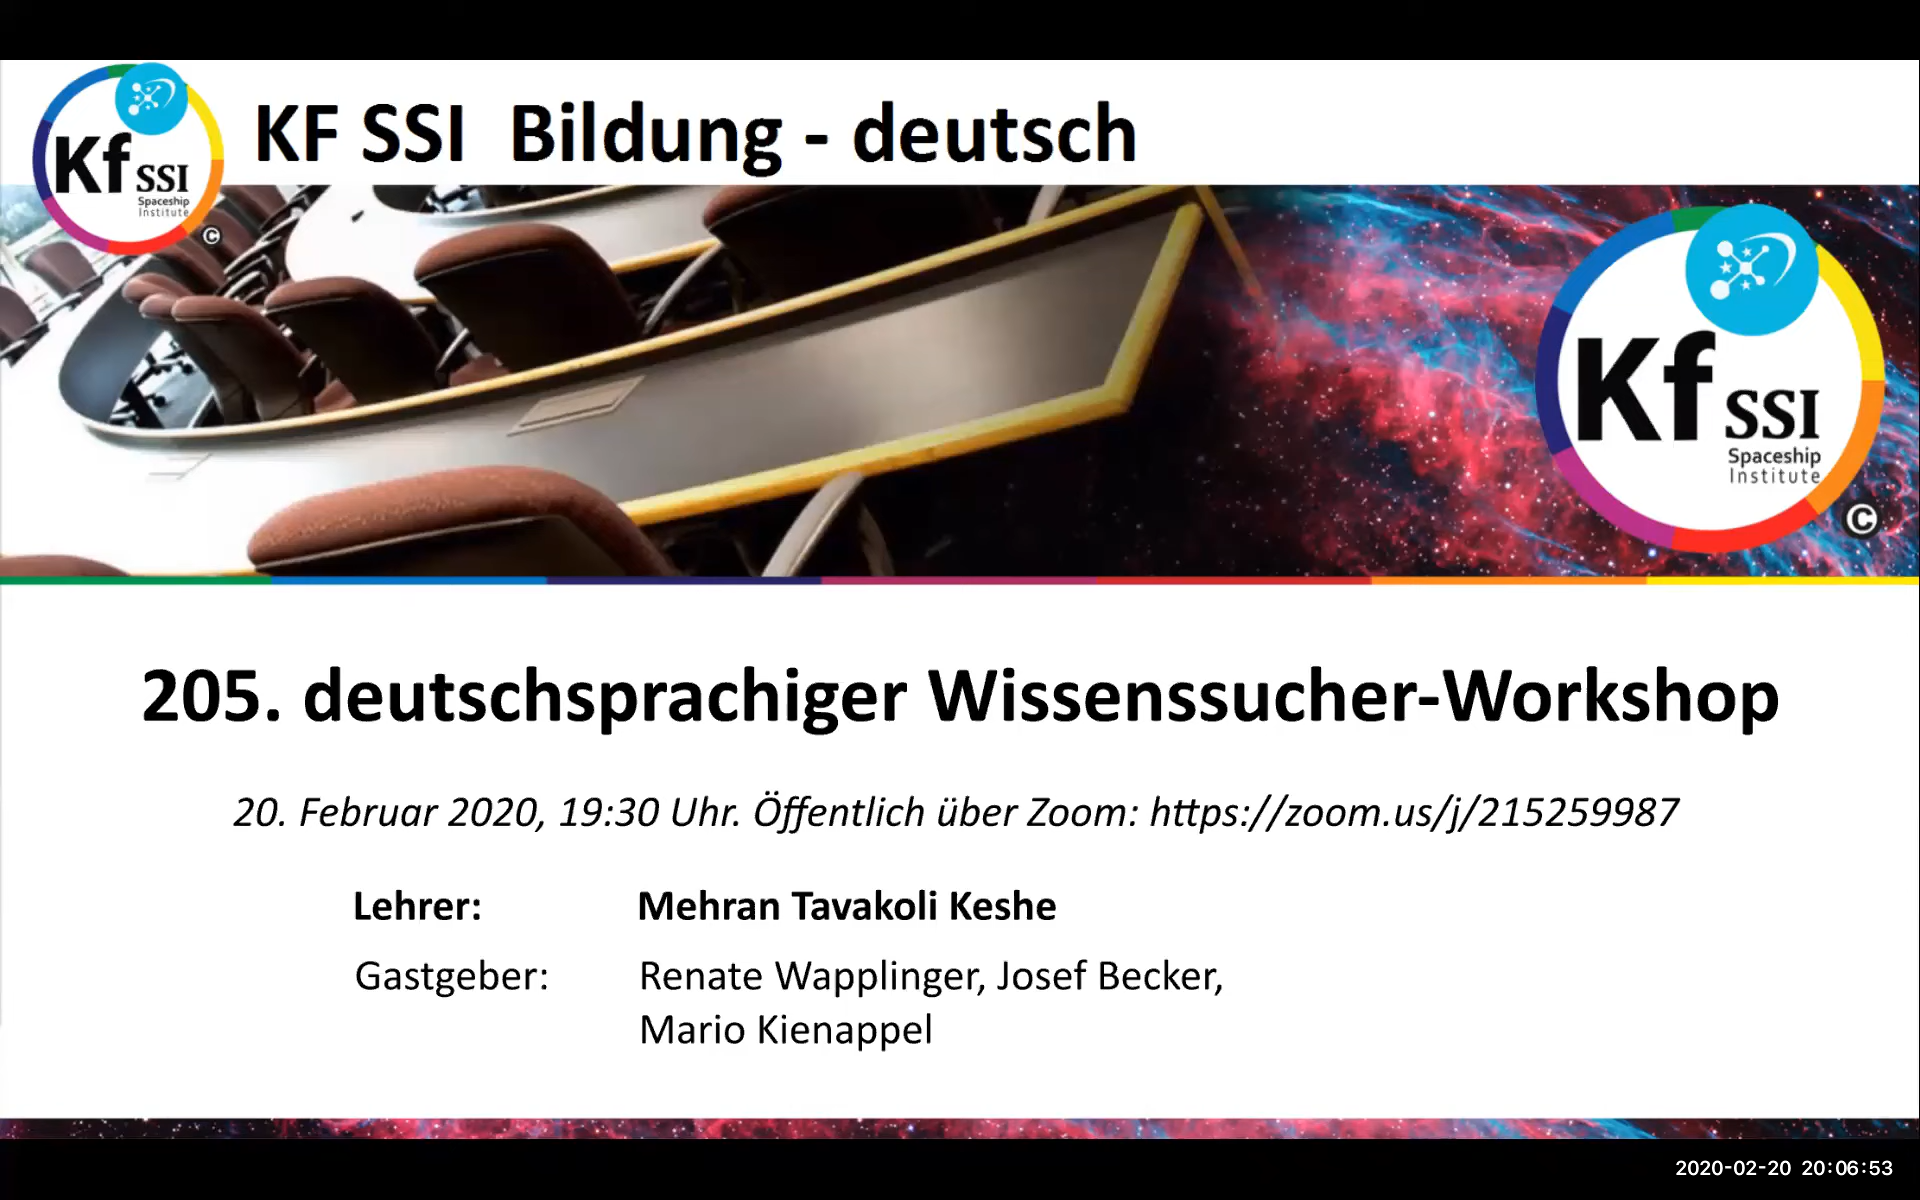 Kf SSI
Spaceship
Institute
©
KF SSI  Bildung - deutsch
Kf SSI
Spaceship
Institute
©
205. deutschsprachiger Wissenssucher-Workshop
20. Februar 2020, 19:30 Uhr. Öffentlich über Zoom: https://zoom.us/j/215259987
Lehrer: Mehran Tavakoli Keshe
Gastgeber: Renate Wapplinger, Josef Becker,
Mario Kienappel
2020-02-20 20:06:53